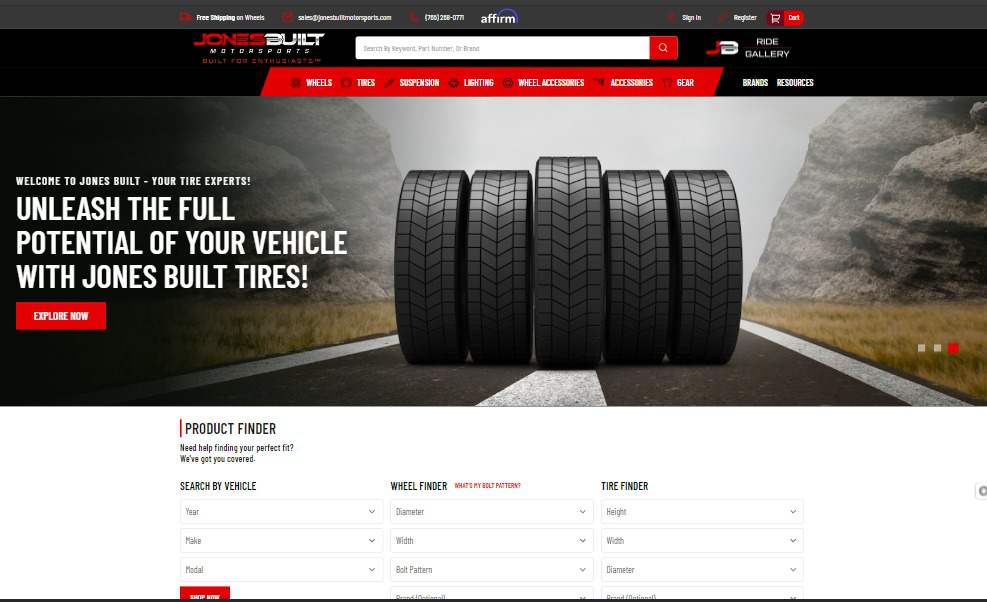 Free Shipping on Wheels
sales@jonesbuiltmotorsports.com
(765) 268-0771
affirm
Sign In
Register
Cart
JONESBUILT
MOTORSPORTS
BUILT FOR ENTHUSIASTS™
Search By Keyword, Part Number, Or Brand
JB
RIDE
GALLERY
WHEELS
TIRES
SUSPENSION
LIGHTING
WHEEL ACCESSORIES
ACCESSORIES
GEAR
BRANDS
RESOURCES
WELCOME TO JONES BUILT - YOUR TIRE EXPERTS!
UNLEASH THE FULL
POTENTIAL OF YOUR VEHICLE
WITH JONES BUILT TIRES!
EXPLORE NOW
PRODUCT FINDER
Need help finding your perfect fit?
We've got you covered.
SEARCH BY VEHICLE
Year
Make
Modal
SHOP NOW
WHEEL FINDER
WHAT'S MY BOLT PATTERN?
Diameter
Width
Bolt Pattern
Brand (Optional)
TIRE FINDER
Height
Width
Diameter
Brand (Optional)